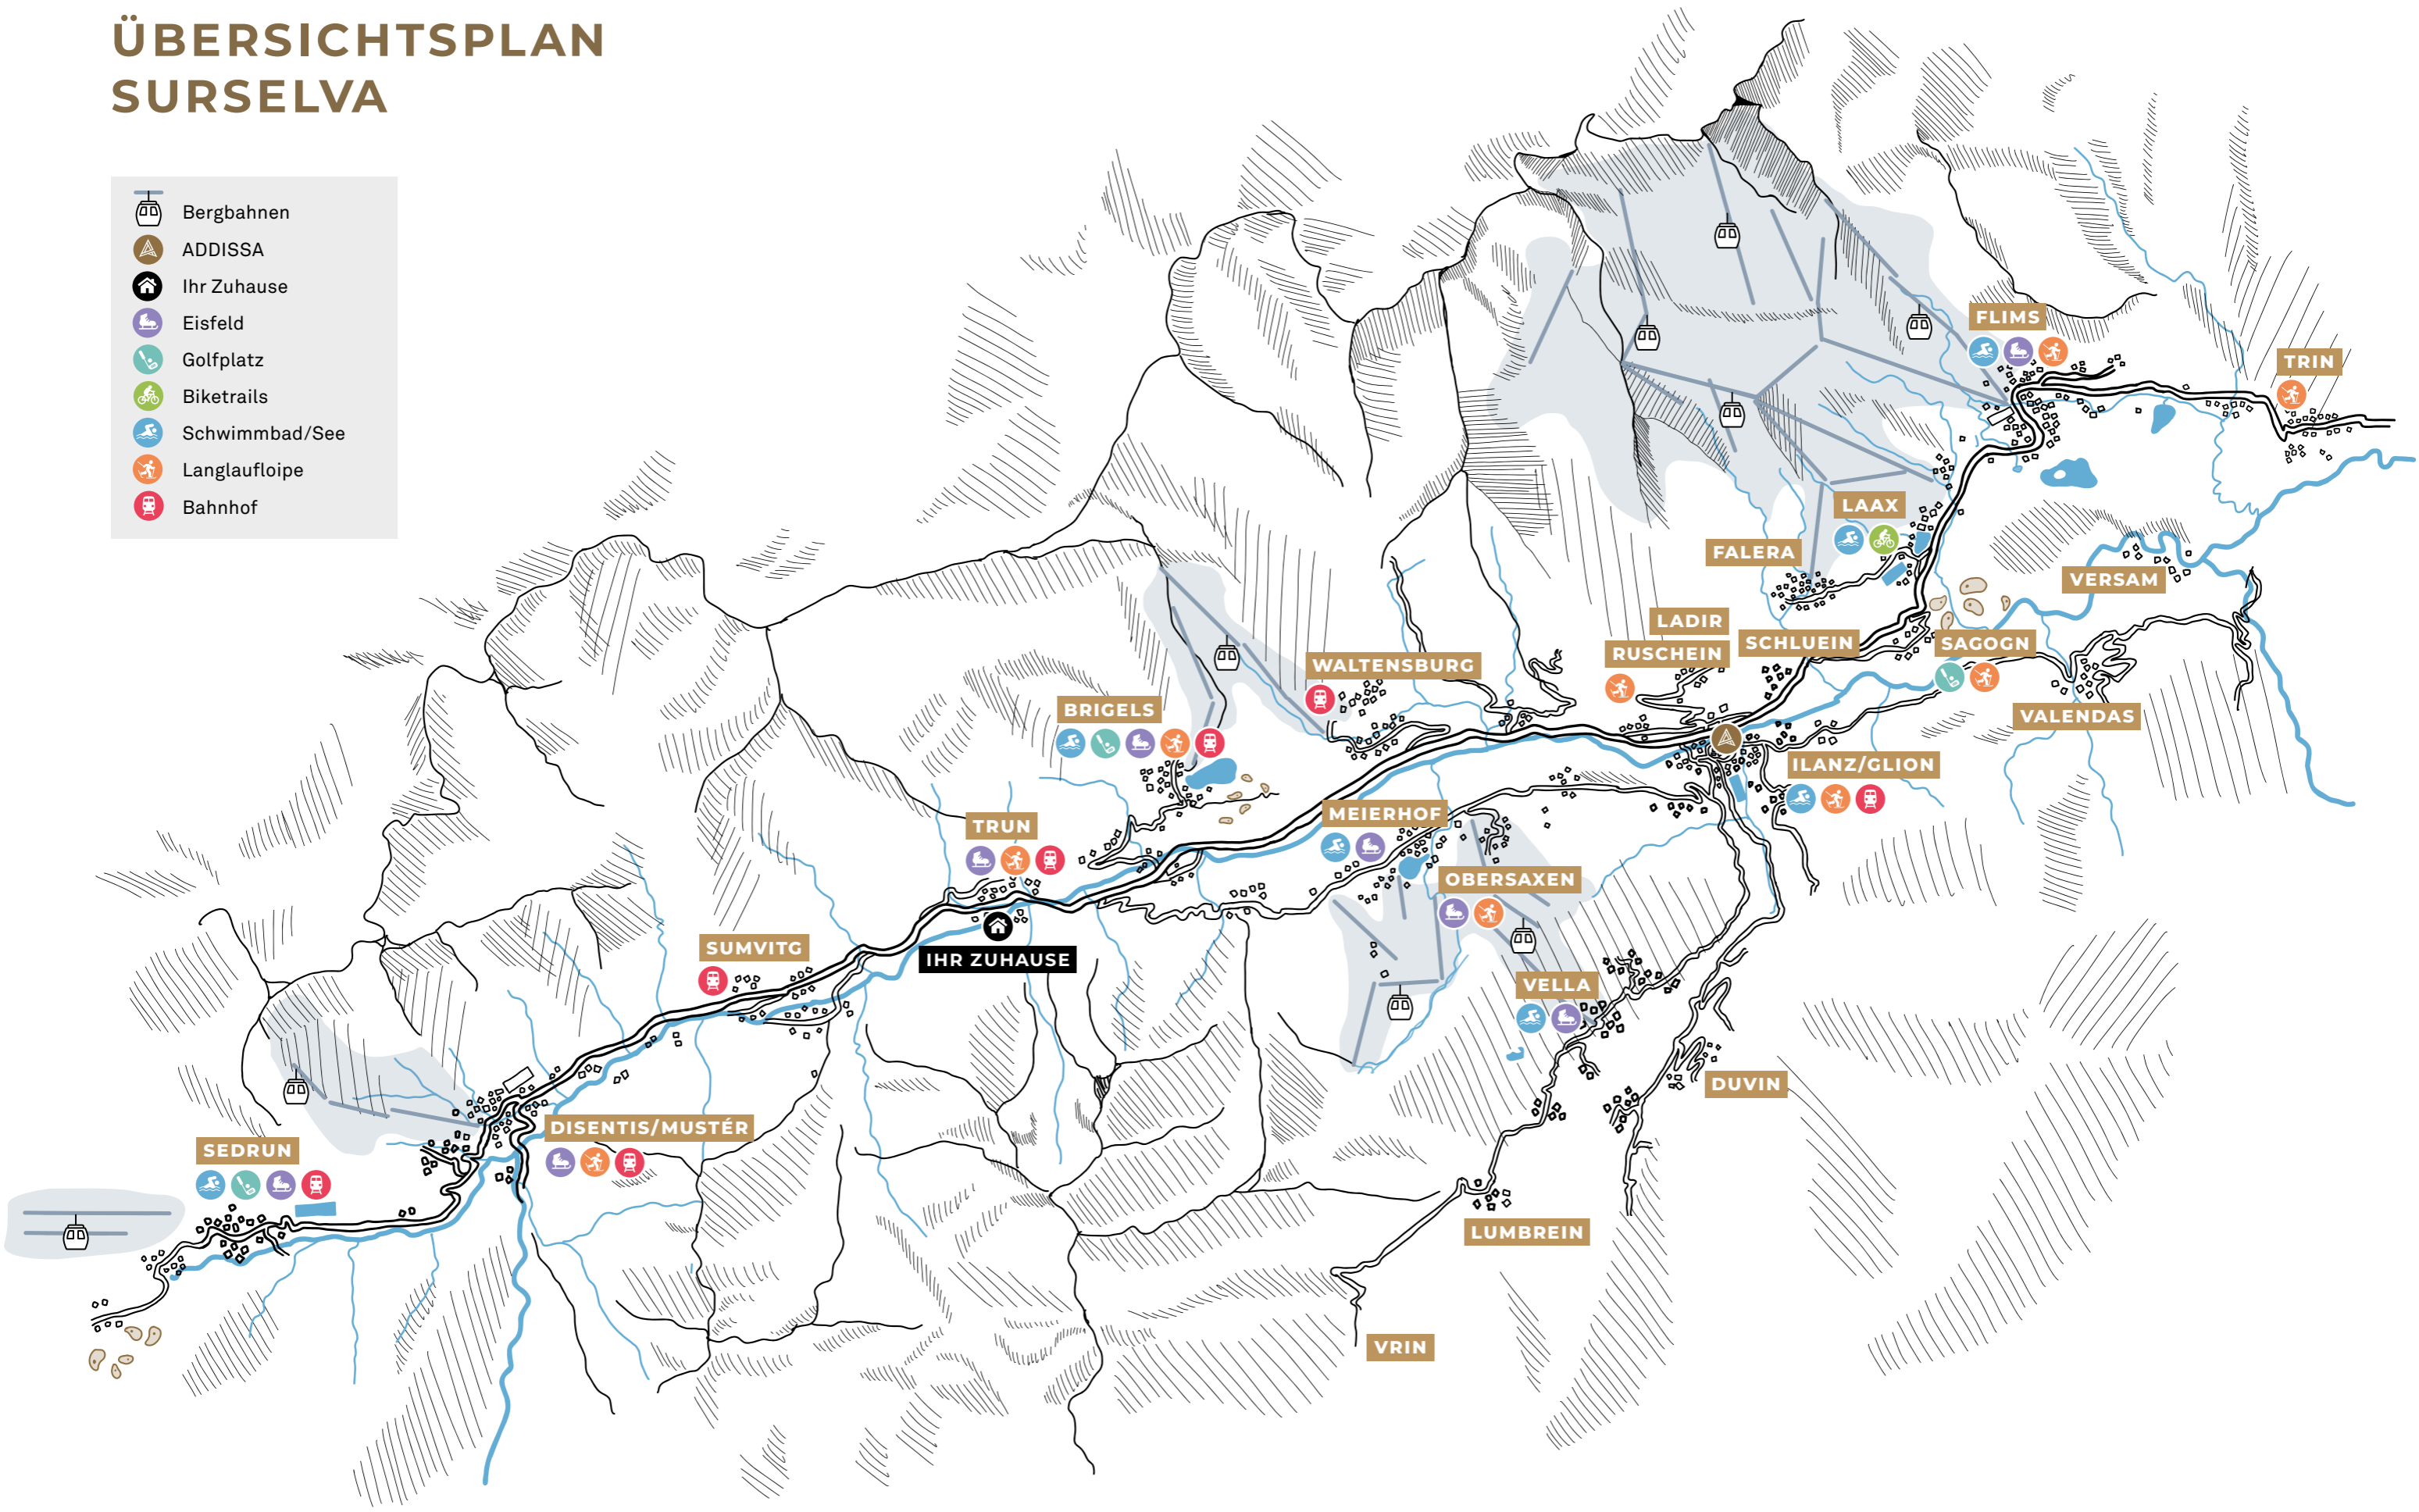 ÜBERSICHTSPLAN
SURSELVA
Bergbahnen
ADDISSA
Ihr Zuhause
Eisfeld
Golfplatz
Biketrails
Schwimmbad/See
Langlaufloipe
Bahnhof
FLIMS
TRIN
LAAX
FALERA
VERSAM
LADIR
RUSCHEIN
SCHLUEIN
SAGOGN
WALTENSBURG
BRIGELS
VALENDAS
ILANZ/GLION
MEIERHOF
TRUN
OBERSAXEN
SUMVITG
IHR ZUHAUSE
VELLA
DUVIN
DISENTIS/MUSTÉR
SEDRUN
LUMBREIN
VRIN